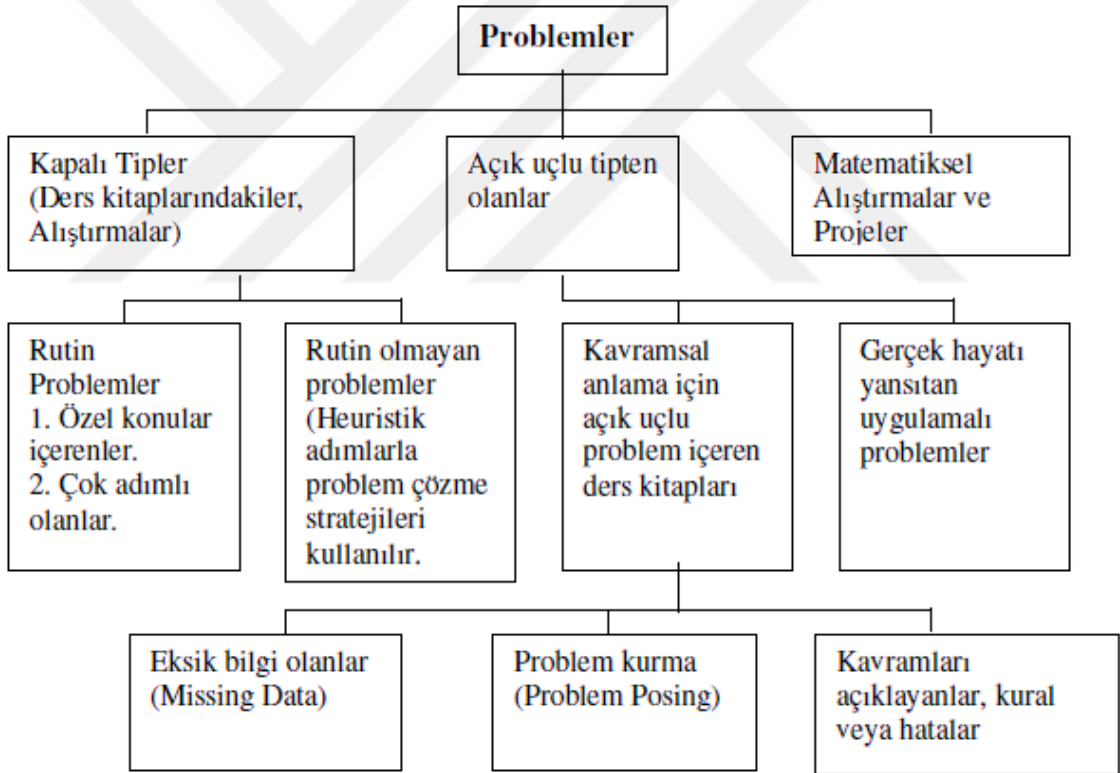 Problemler
Kapalı Tipler
(Ders kitaplarındakiler,
Alıştırmalar)
Açık uçlu tipten
olanlar
Matematiksel
Alıştırmalar ve
Projeler
Rutin
Problemler
1. Özel konular
içerenler.
2. Çok adımlı
olanlar.
Rutin olmayan
problemler
(Heuristik
adımlarla
problem çözme
stratejileri
kullanılır.
Kavramsal
anlama için
açık uçlu
problem içeren
ders kitapları
Gerçek hayatı
yansıtan
uygulamalı
problemler
Eksik bilgi olanlar
(Missing Data)
Problem kurma
(Problem Posing)
Kavramları
açıklayanlar, kural
veya hatalar